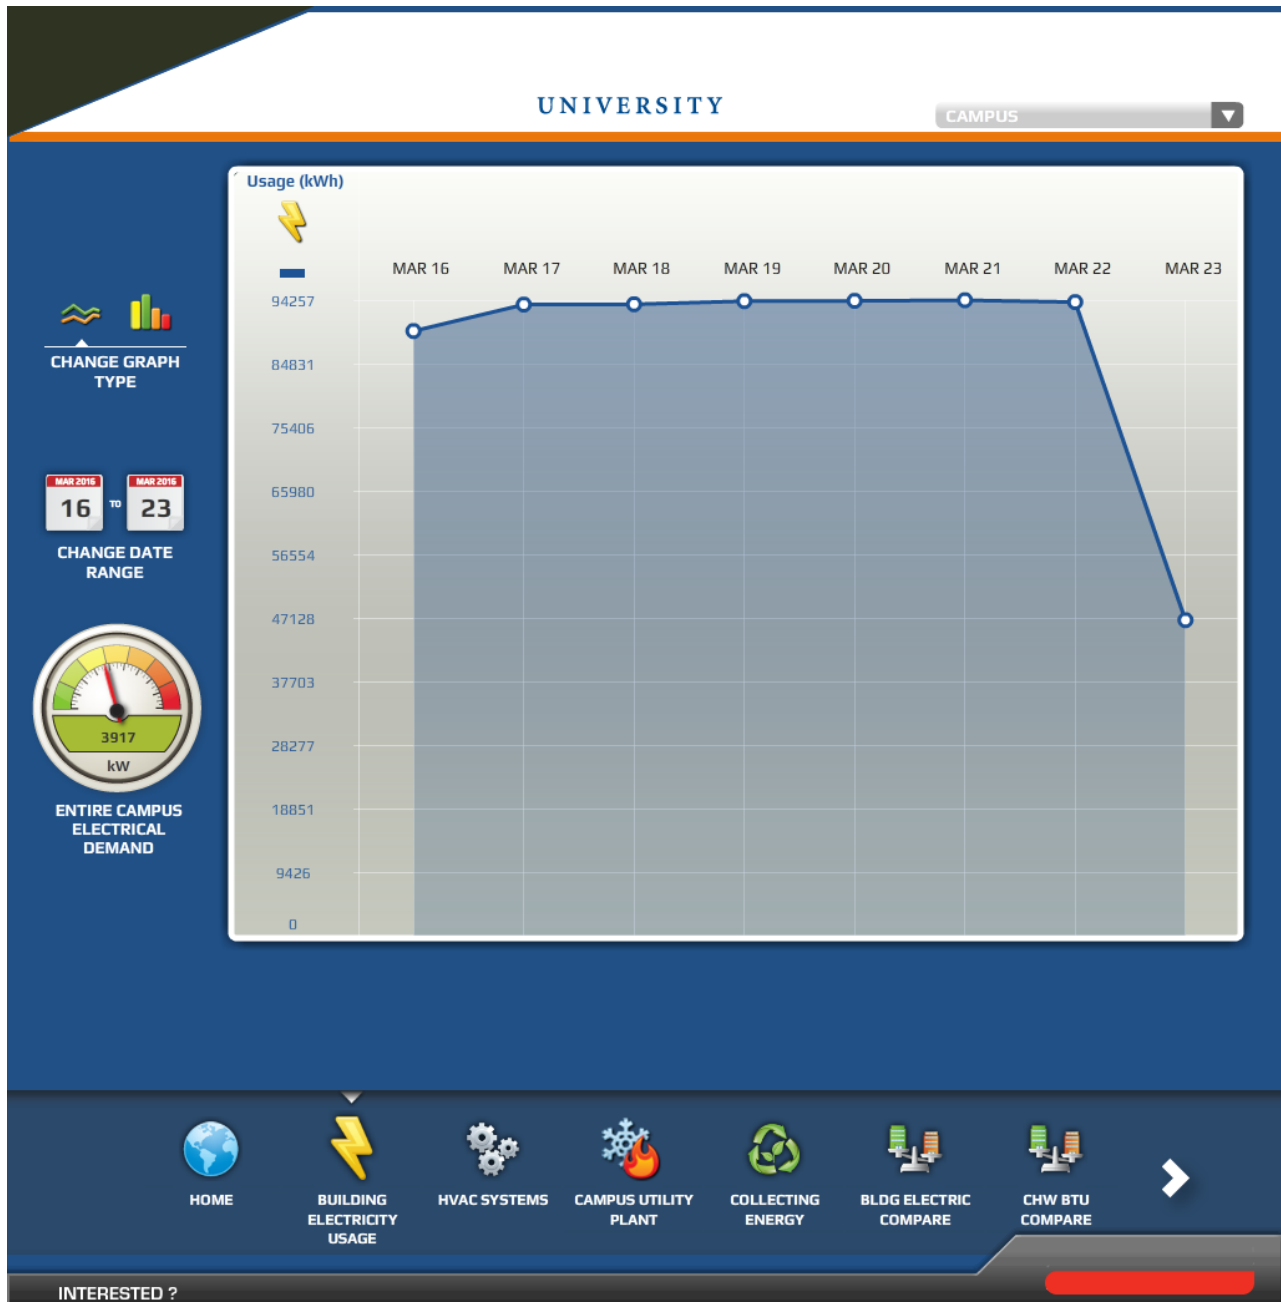 UNIVERSITY
CAMPUS
Usage (kWh)
MAR 16 MAR 17 MAR 18 MAR 19 MAR 20 MAR 21 MAR 22 MAR 23
94257
84831
75406
65980
56554
47128
37703
28277
18851
9426
0
CHANGE GRAPH
TYPE
MAR 2016 MAR 2016
16 TO 23
CHANGE DATE
RANGE
3917
kW
ENTIRE CAMPUS
ELECTRICAL
DEMAND
HOME
BUILDING
ELECTRICITY
USAGE
HVAC SYSTEMS
CAMPUS UTILITY
PLANT
COLLECTING
ENERGY
BLDG ELECTRIC
COMPARE
CHW BTU
COMPARE
INTERESTED ?